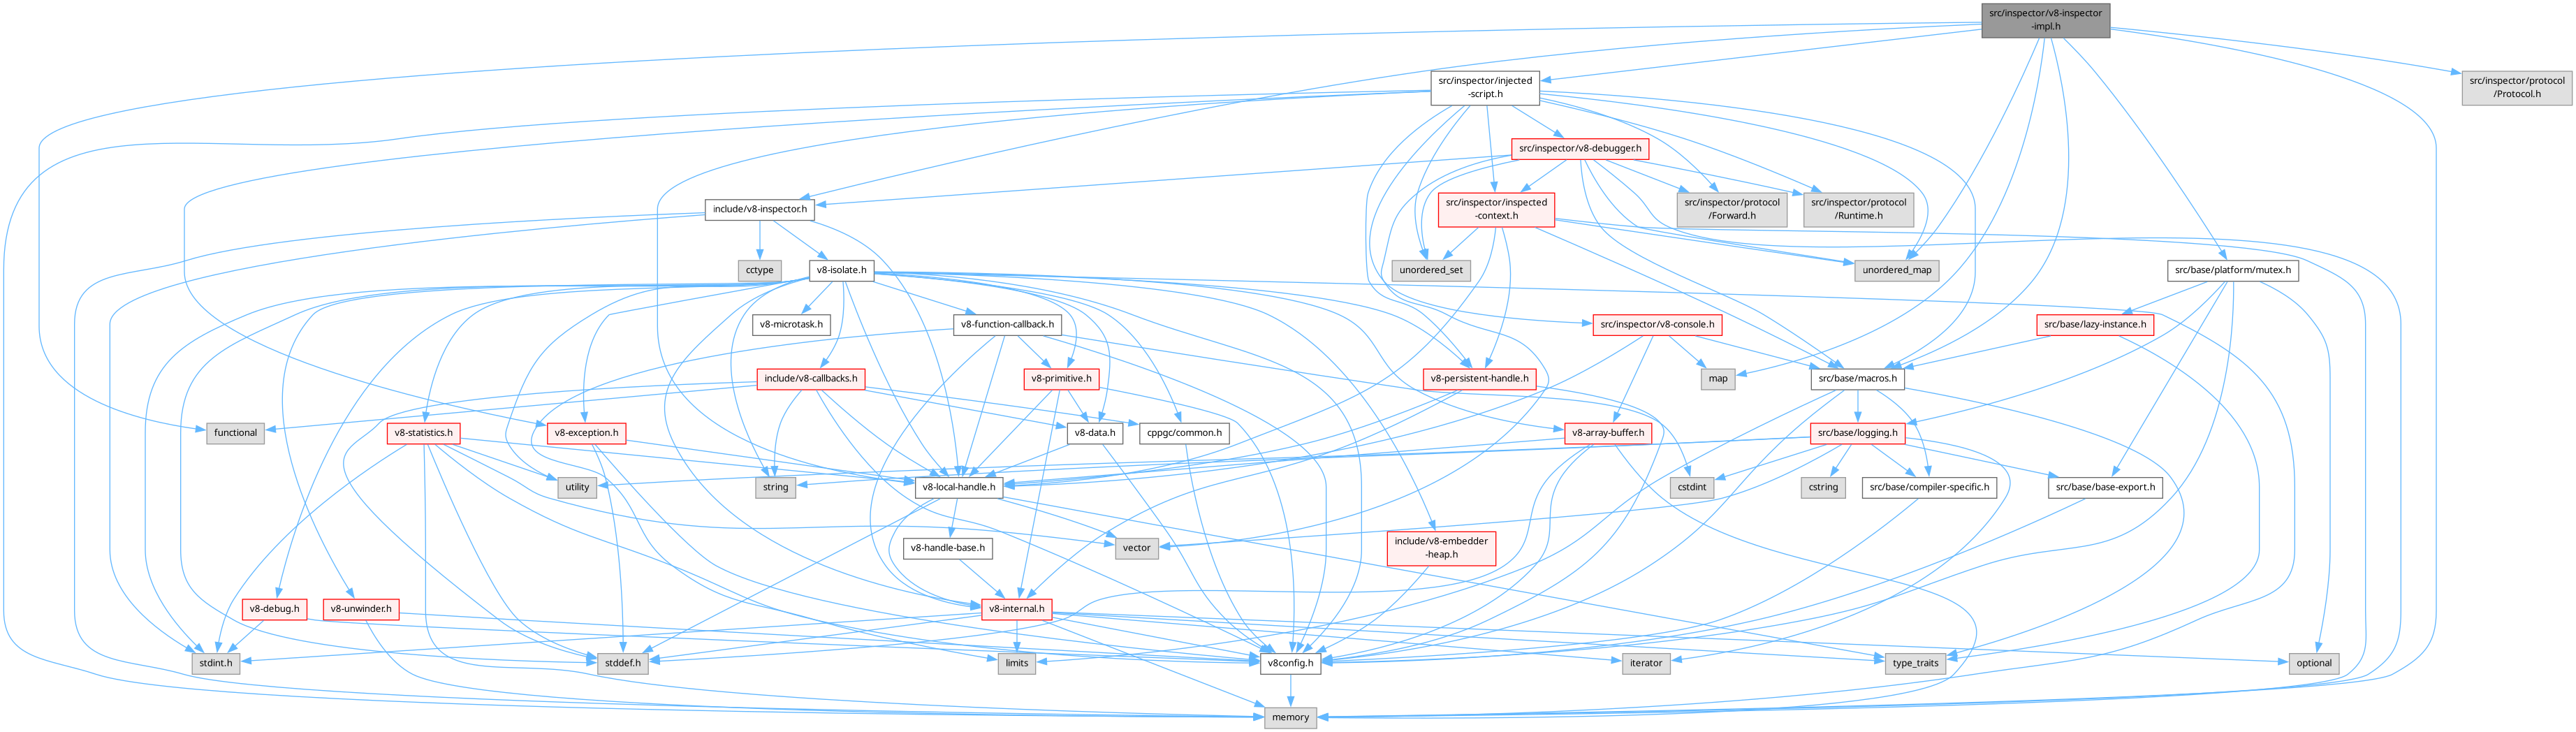 src/inspector/v8-inspector
-impl.h
src/inspector/injected
-script.h
src/inspector/protocol
/Protocol.h
src/inspector/v8-debugger.h
include/v8-inspector.h
src/inspector/inspected
-context.h
src/inspector/protocol
/Forward.h
src/inspector/protocol
/Runtime.h
cctype
v8-isolate.h
unordered_set
unordered_map
src/base/platform/mutex.h
v8-microtask.h
v8-function-callback.h
src/inspector/v8-console.h
src/base/lazy-instance.h
include/v8-callbacks.h
v8-primitive.h
v8-persistent-handle.h
map
src/base/macros.h
functional
v8-statistics.h
v8-exception.h
v8-data.h
cppgc/common.h
v8-array-buffer.h
src/base/logging.h
utility
string
v8-local-handle.h
cstdint
cstring
src/base/compiler-specific.h
src/base/base-export.h
v8-handle-base.h
vector
include/v8-embedder
-heap.h
v8-debug.h
v8-unwinder.h
v8-internal.h
stdint.h
stddef.h
limits
v8config.h
iterator
type_traits
optional
memory